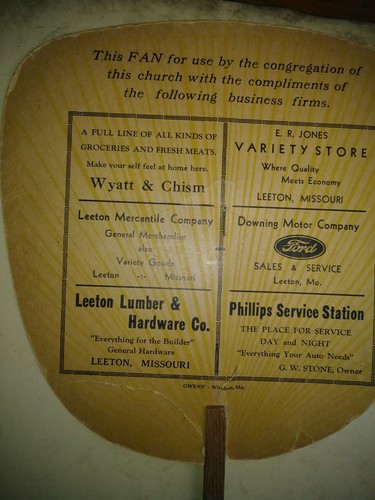 This FAN for use by the congregation of
this church with the compliments of
the following business firms.
A FULL LINE OF ALL KINDS OF
GROCERIES AND FRESH MEATS.
Make your self feel at home here.
Wyatt & Chism
Leeton Mercantile Company
General Merchandise
also
Variety Goods
Leeton -:- Missouri
Leeton Lumber &
Hardware Co.
"Everything for the Builder"
General Hardware
LEETON, MISSOURI
E. R. JONES
VARIETY STORE
Where Quality
Meets Economy
LEETON, MISSOURI
Downing Motor Company
Ford
SALES & SERVICE
Leeton, Mo.
Phillips Service Station
THE PLACE FOR SERVICE
DAY and NIGHT
"Everything Your Auto Needs"
G. W. STONE, Owner
OWENS - Windsor, Mo.